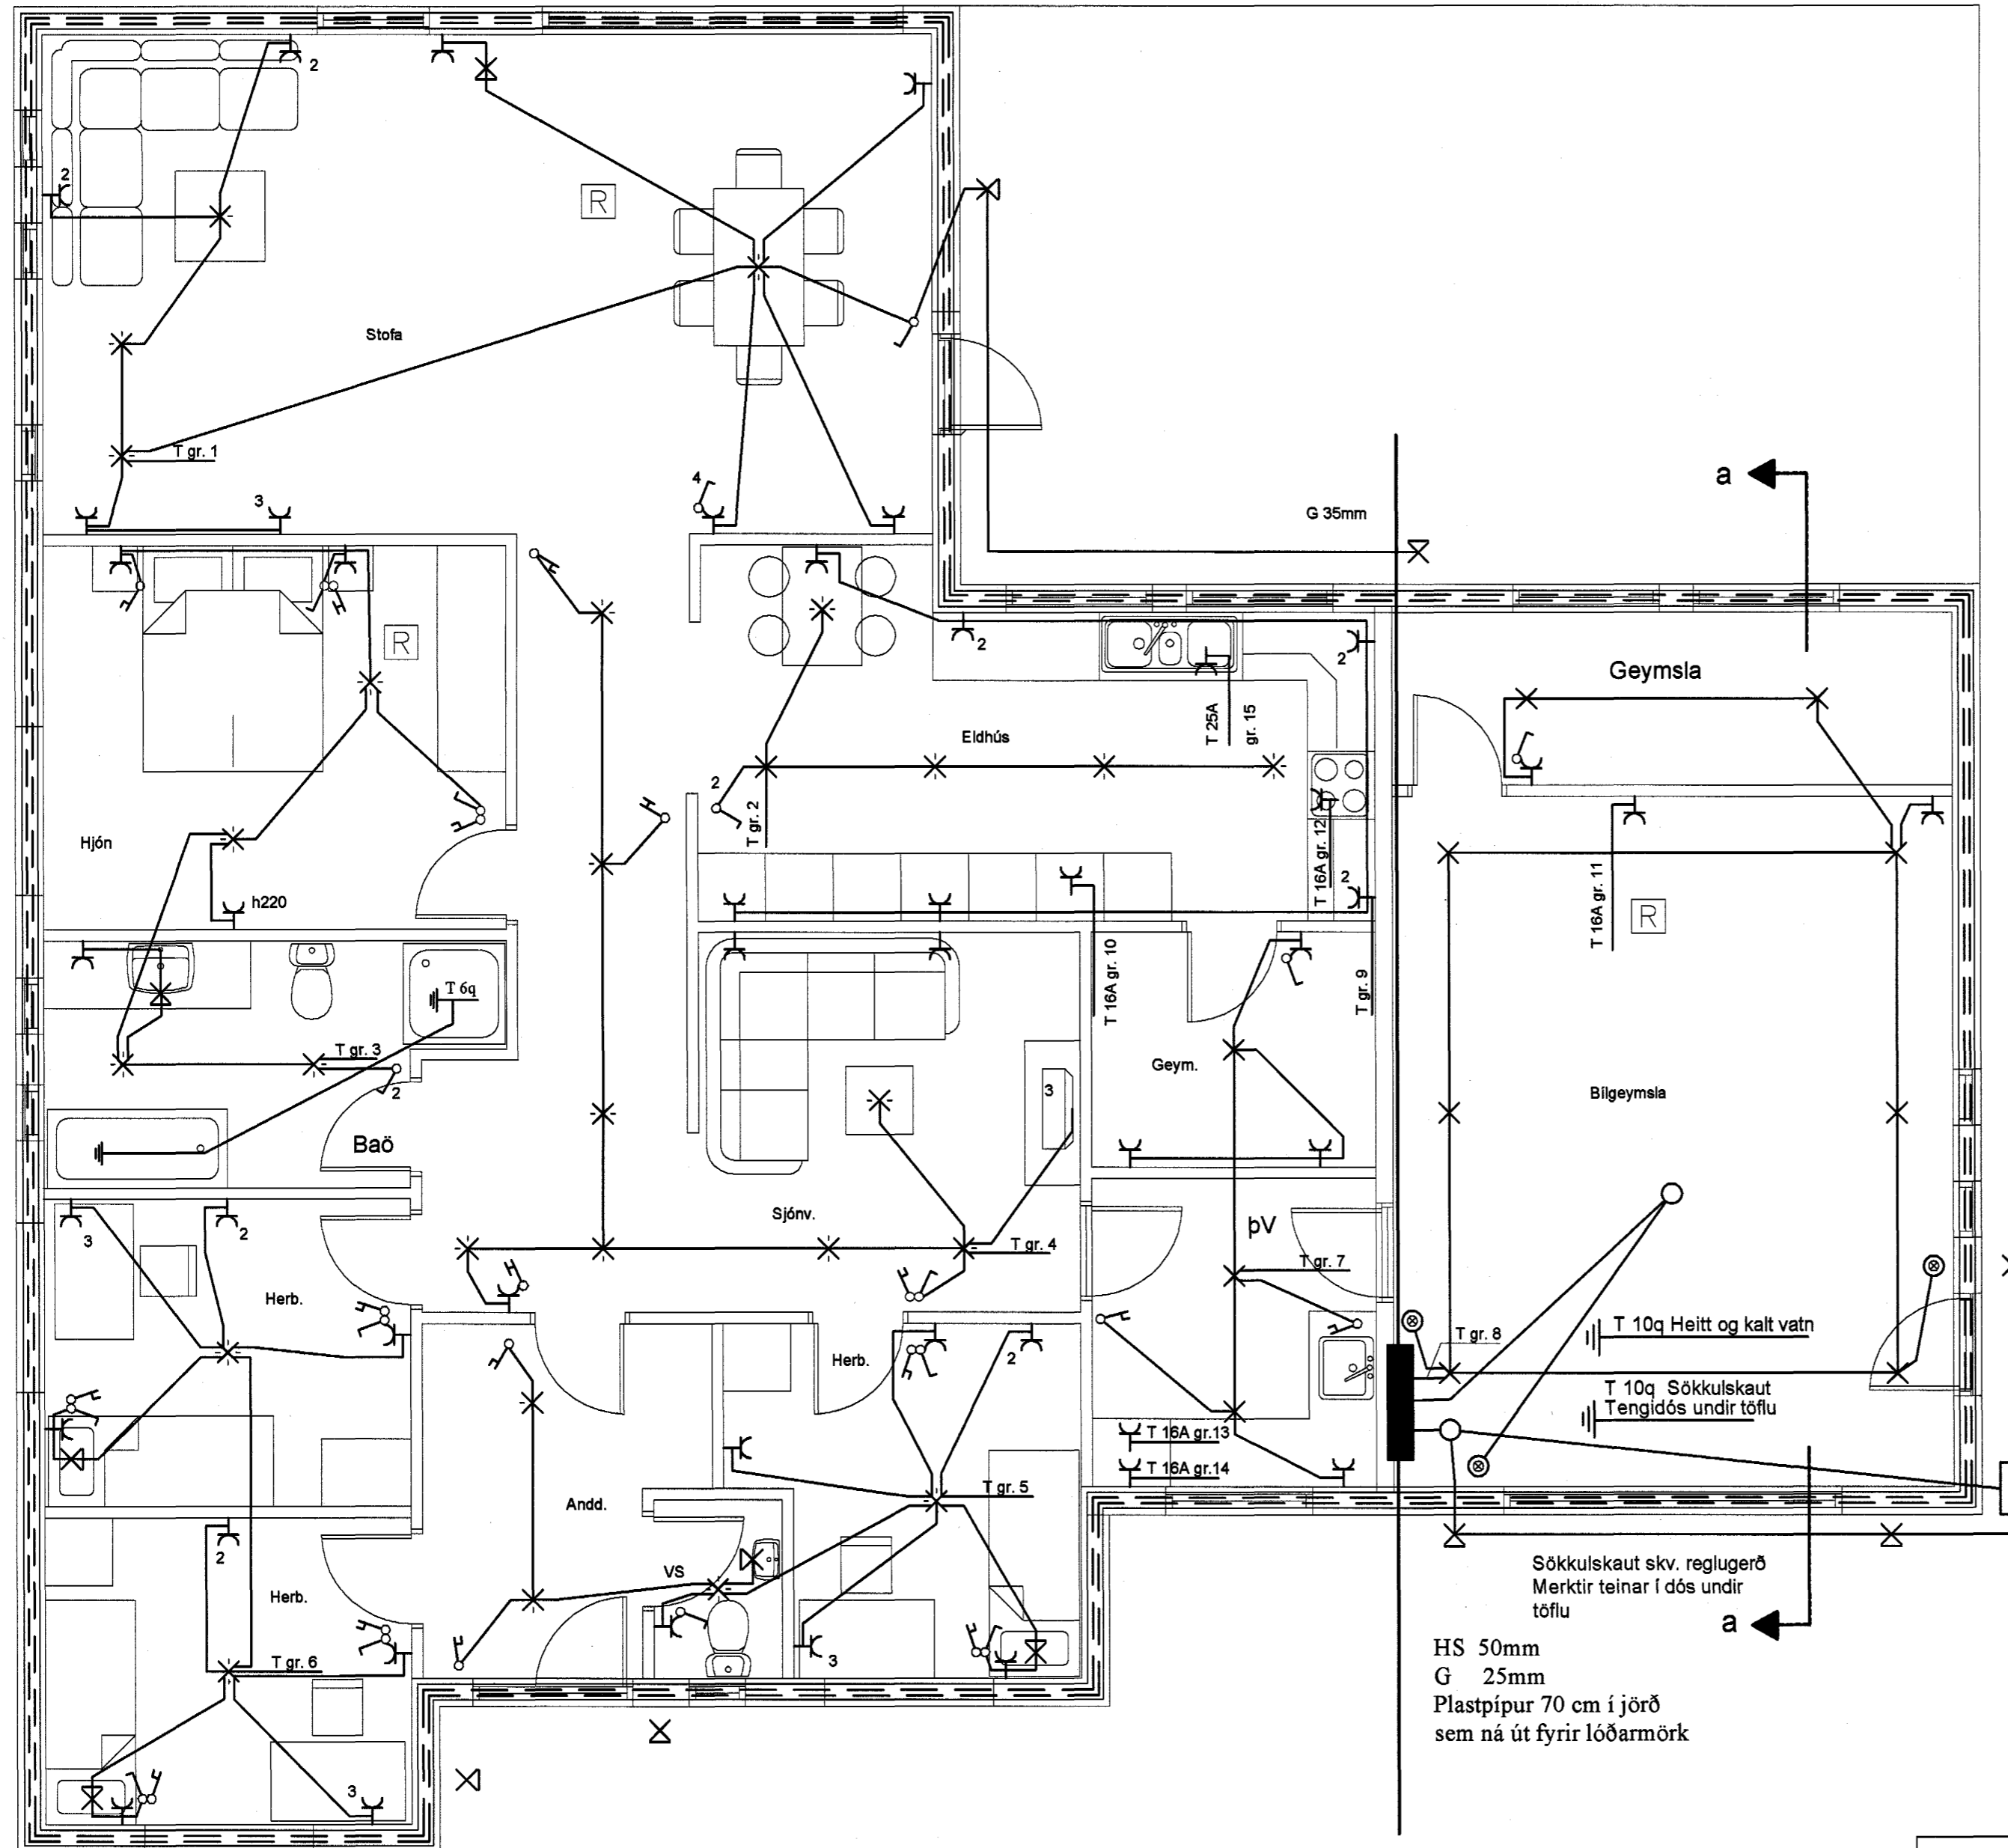 2
2
R
Stofa
T gr. 1
3
4
G 35mm
a
R
2
2
Geymsla
T 25A
gr. 15
Eldhús
2
T gr. 2
T 16A gr. 12
2
Hjón
h220
T 16A gr. 11
R
T 16A gr. 10
T gr. 9
T 6q
T gr. 3
2
Geym.
3
Bílgeymsla
Baö
3
2
Sjónv.
þV
T gr. 4
T gr. 7
Herb.
T 10q Heitt og kalt vatn
T gr. 8
Herb.
2
T 10q Sökkulskaut
Tengidós undir töflu
T 16A gr.13
T 16A gr.14
T gr. 5
Andd.
2
VS
Herb.
Sökkulskaut skv. reglugerð
Merktir teinar í dós undir
töflu
a
3
T gr. 6
HS 50mm
G 25mm
Plastpípur 70 cm í jörð
sem ná út fyrir lóðarmörk
3